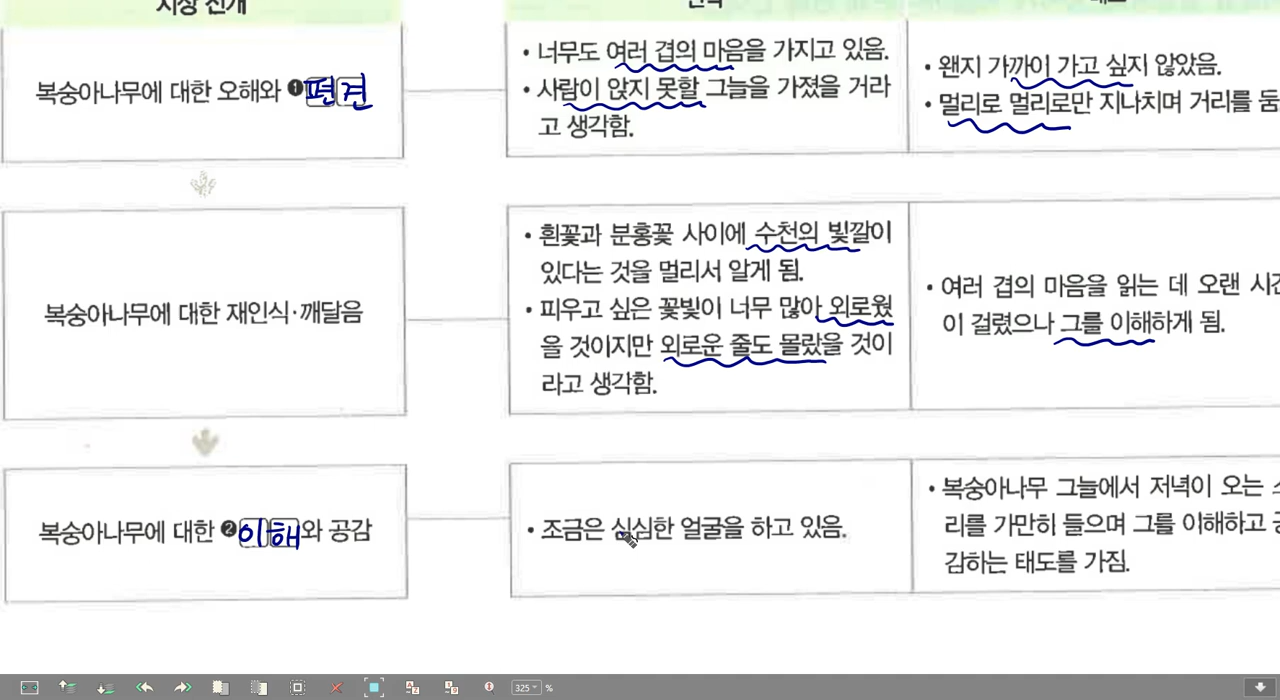 시상 전개
복숭아나무에 대한 오해와 ❶편견
• 너무도 여러 겹의 마음을 가지고 있음.
• 사람이 앉지 못할 그늘을 가졌을 거라
고 생각함.
• 왠지 가까이 가고 싶지 않았음.
• 멀리로 멀리로만 지나치며 거리를 둠
복숭아나무에 대한 재인식·깨달음
• 흰꽃과 분홍꽃 사이에 수천의 빛깔이
있다는 것을 멀리서 알게 됨.
• 피우고 싶은 꽃빛이 너무 많아 외로웠
을 것이지만 외로운 줄도 몰랐을 것이
라고 생각함.
• 여러 겹의 마음을 읽는 데 오랜 시간
이 걸렸으나 그를 이해하게 됨.
복숭아나무에 대한 ❷이해와 공감
• 조금은 심심한 얼굴을 하고 있음.
• 복숭아나무 그늘에서 저녁이 오는
리를 가만히 들으며 그를 이해하고
감하는 태도를 가짐.
325 %